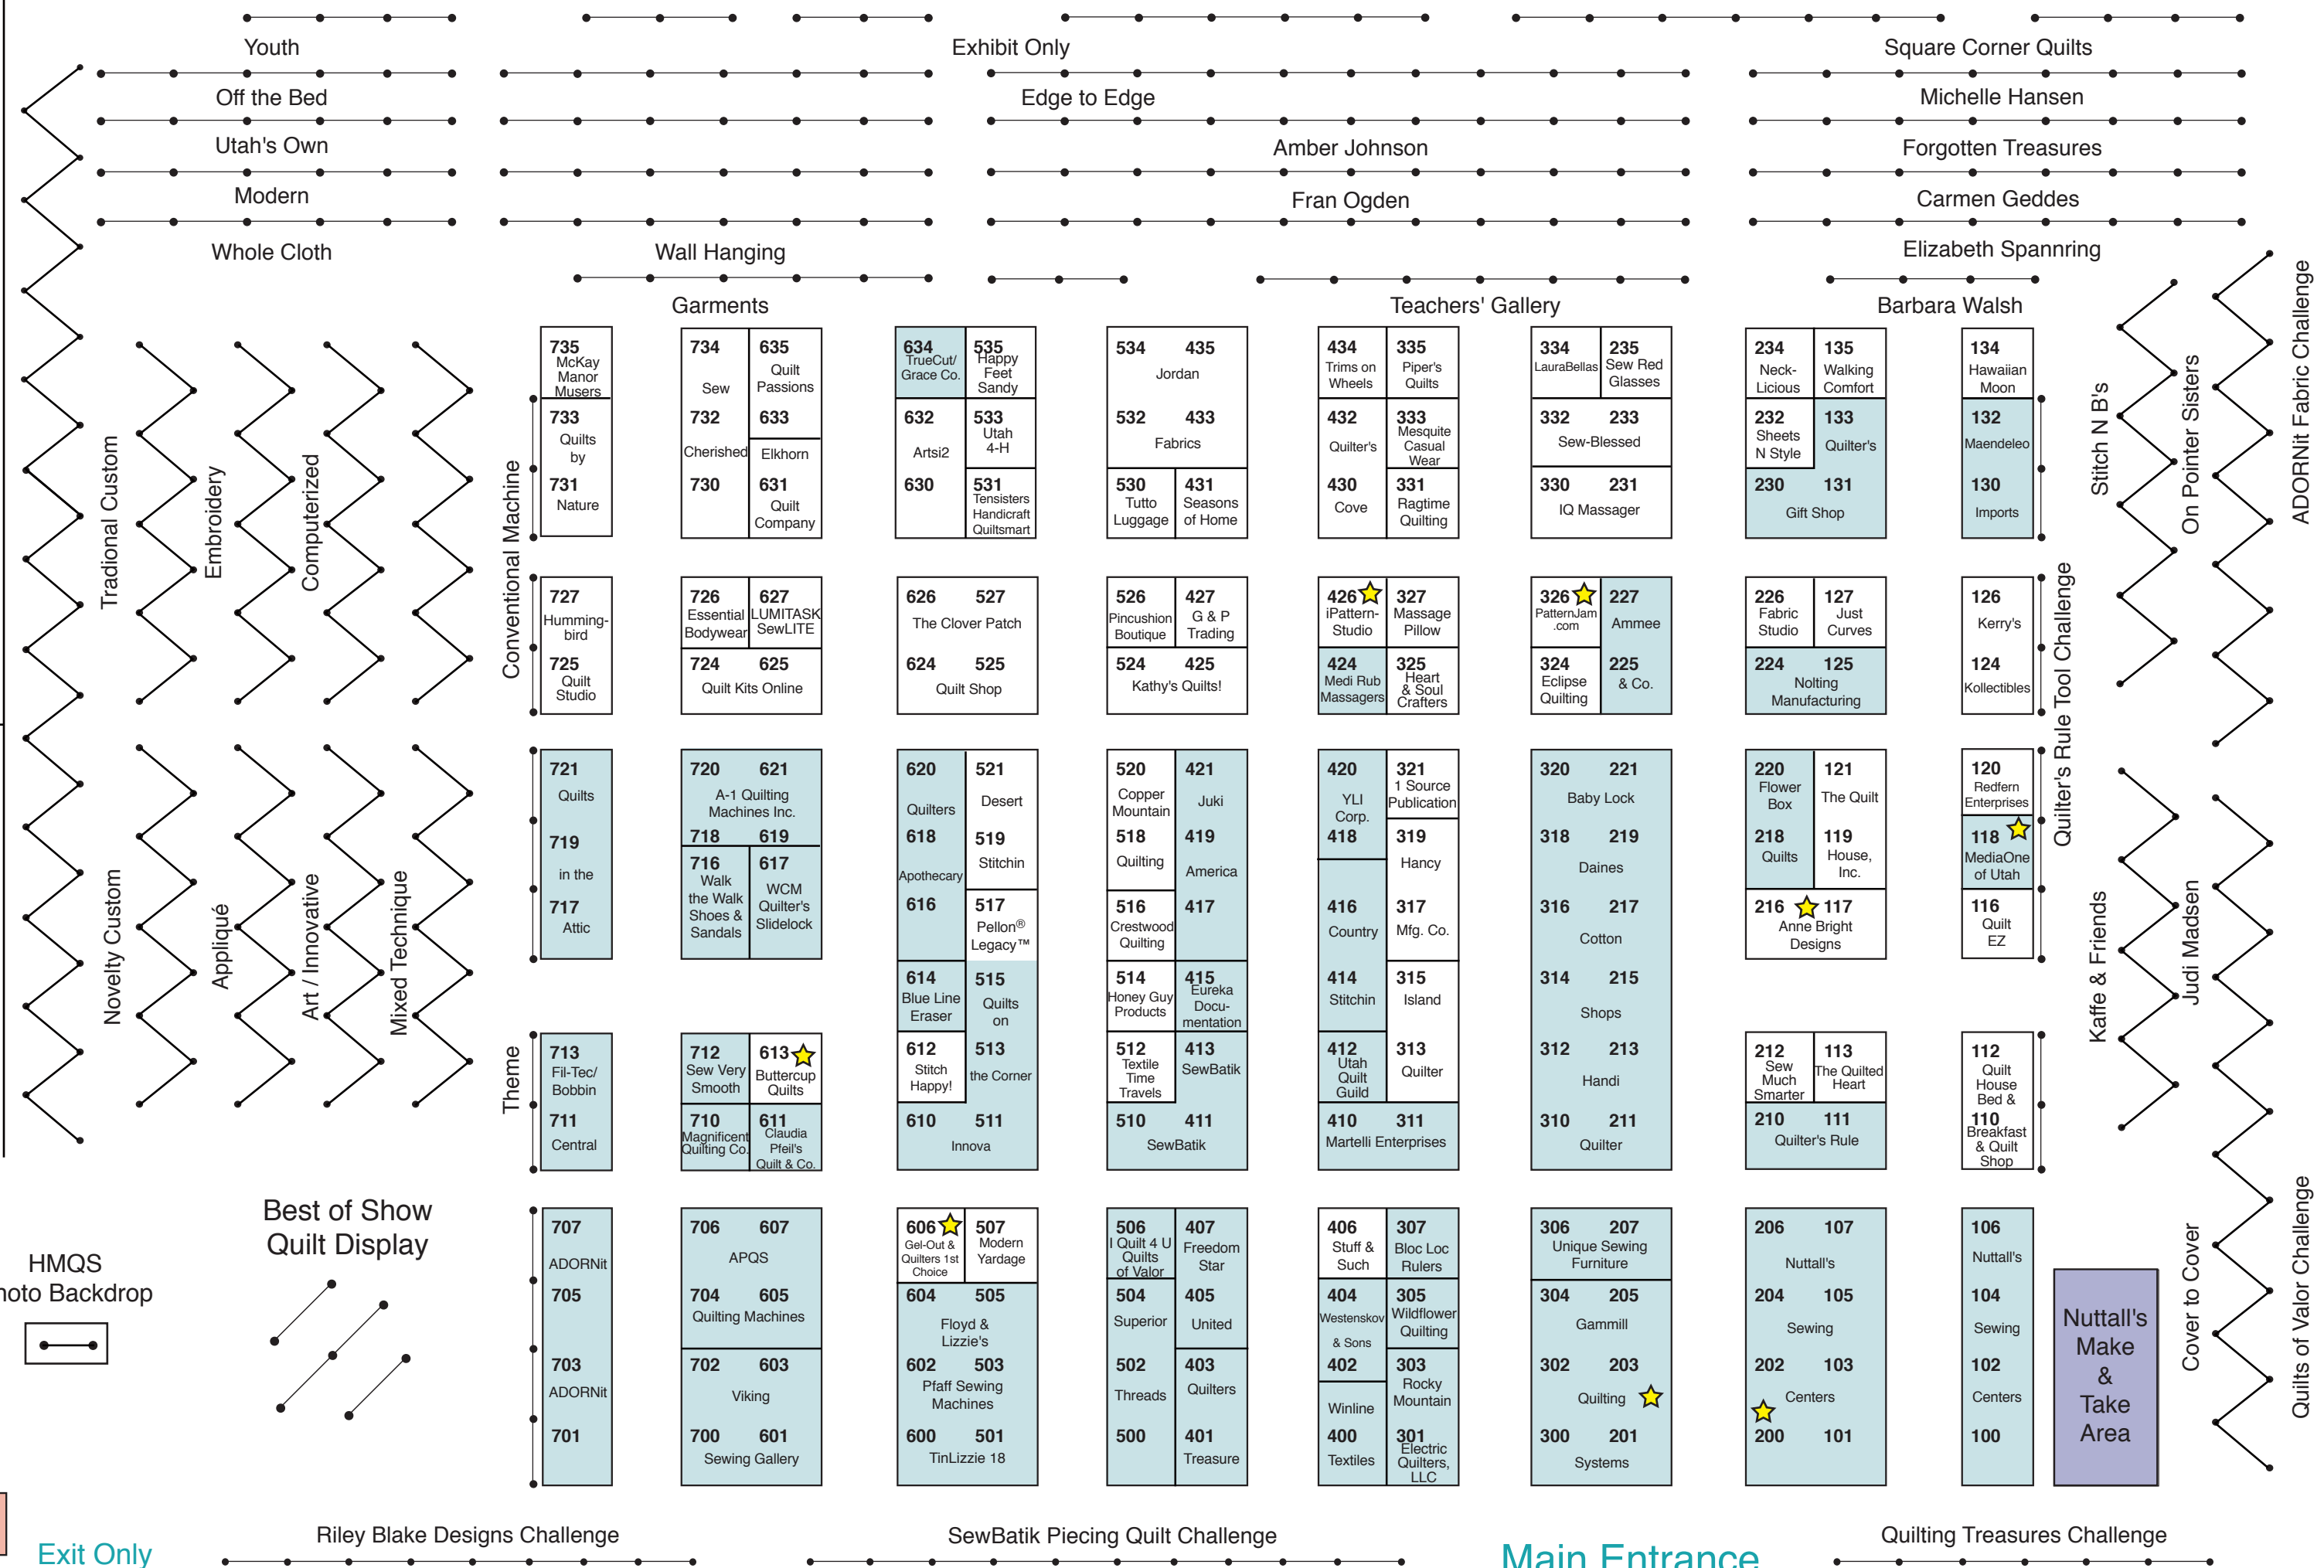 Youth
Exhibit Only
Square Corner Quilts
Off the Bed
Edge to Edge
Michelle Hansen
Utah's Own
Amber Johnson
Forgotten Treasures
Modern
Fran Ogden
Carmen Geddes
Whole Cloth
Wall Hanging
Elizabeth Spannring
Garments
Teachers' Gallery
Barbara Walsh
Tradional Custom
Embroidery
Computerized
Conventional Machine
735
McKay
Manor
Musers
733
Quilts
by
731
Nature
734
Sew
732
Cherished
730
635
Quilt
Passions
633
Elkhorn
631
Quilt
Company
634
TrueCut/
Grace Co.
535
Happy
Feet
Sandy
632
Artsi2
630
533
Utah
4-H
531
Tensisters
Handicraft
Quiltsmart
534 435
Jordan
532 433
Fabrics
530
Tutto
Luggage
431
Seasons
of Home
434
Trims on
Wheels
335
Piper's
Quilts
432
Quilter's
430
Cove
333
Mesquite
Casual
Wear
331
Ragtime
Quilting
334
LauraBellas
235
Sew Red
Glasses
332 233
Sew-Blessed
330 231
IQ Massager
234
Neck-
Licious
135
Walking
Comfort
232
Sheets
N Style
133
Quilter's
230 131
Gift Shop
134
Hawaiian
Moon
132
Maendeleo
130
Imports
Stitch N B's
On Pointer Sisters
ADORNit Fabric Challenge
727
Humming-
bird
725
Quilt
Studio
726
Essential
Bodywear
627
LUMITASK
SewLITE
724 625
Quilt Kits Online
626 527
The Clover Patch
624 525
Quilt Shop
526
Pincushion
Boutique
427
G & P
Trading
524 425
Kathy's Quilts!
426
iPattern-
Studio
327
Massage
Pillow
424
Medi Rub
Massagers
325
Heart
& Soul
Crafters
326
PatternJam
.com
227
Ammee
324
Eclipse
Quilting
225
& Co.
226
Fabric
Studio
127
Just
Curves
224 125
Nolting
Manufacturing
126
Kerry's
124
Kollectibles
Quilter's Rule Tool Challenge
Novelty Custom
Appliqué
Art / Innovative
Mixed Technique
721
Quilts
719
in the
717
Attic
720 621
A-1 Quilting
Machines Inc.
718 619
716
Walk
the Walk
Shoes &
Sandals
617
WCM
Quilter's
Slidelock
620
Quilters
618
Apothecary
616
521
Desert
519
Stitchin
517
Pellon®
Legacy™
614
Blue Line
Eraser
515
Quilts
on
612
Stitch
Happy!
513
the Corner
610 511
Innova
520
Copper
Mountain
518
Quilting
421
Juki
419
America
417
516
Crestwood
Quilting
514
Honey Guy
Products
415
Eureka
Docu-
mentation
512
Textile
Time
Travels
413
SewBatik
510 411
SewBatik
420
YLI
Corp.
418
321
1 Source
Publication
319
Hancy
416
Country
317
Mfg. Co.
414
Stitchin
315
Island
412
Utah
Quilt
Guild
313
Quilter
410 311
Martelli Enterprises
320 221
Baby Lock
318 219
Daines
316 217
Cotton
314 215
Shops
312 213
Handi
310 211
Quilter
220
Flower
Box
218
Quilts
121
The Quilt
119
House,
Inc.
216 117
Anne Bright
Designs
120
Redfern
Enterprises
118
MediaOne
of Utah
116
Quilt
EZ
Kaffe & Friends
Judi Madsen
Theme
713
Fil-Tec/
Bobbin
711
Central
712
Sew Very
Smooth
613
Buttercup
Quilts
710
Magnificent
Quilting Co.
611
Claudia
Pfeil's
Quilt & Co.
212
Sew
Much
Smarter
113
The Quilted
Heart
210 111
Quilter's Rule
112
Quilt
House
Bed &
110
Breakfast
& Quilt
Shop
Best of Show
Quilt Display
HMQS
hoto Backdrop
707
ADORNit
705
703
ADORNit
701
706 607
APQS
704 605
Quilting Machines
702 603
Viking
700 601
Sewing Gallery
606
Gel-Out &
Quilters 1st
Choice
507
Modern
Yardage
604 505
Floyd &
Lizzie's
602 503
Pfaff Sewing
Machines
600 501
TinLizzie 18
506
I Quilt 4 U
Quilts
of Valor
407
Freedom
Star
504
Superior
405
United
502
Threads
403
Quilters
500
401
Treasure
406
Stuff &
Such
307
Bloc Loc
Rulers
404
Westenskov
& Sons
402
305
Wildflower
Quilting
303
Rocky
Mountain
Winline
400
Textiles
301
Electric
Quilters,
LLC
306 207
Unique Sewing
Furniture
304 205
Gammill
302 203
Quilting
300 201
Systems
206 107
Nuttall's
204 105
Sewing
202 103
Centers
200 101
106
Nuttall's
104
Sewing
102
Centers
100
Nuttall's
Make
&
Take
Area
Cover to Cover
Quilts of Valor Challenge
Exit Only
Riley Blake Designs Challenge
SewBatik Piecing Quilt Challenge
Main Entrance
Quilting Treasures Challenge